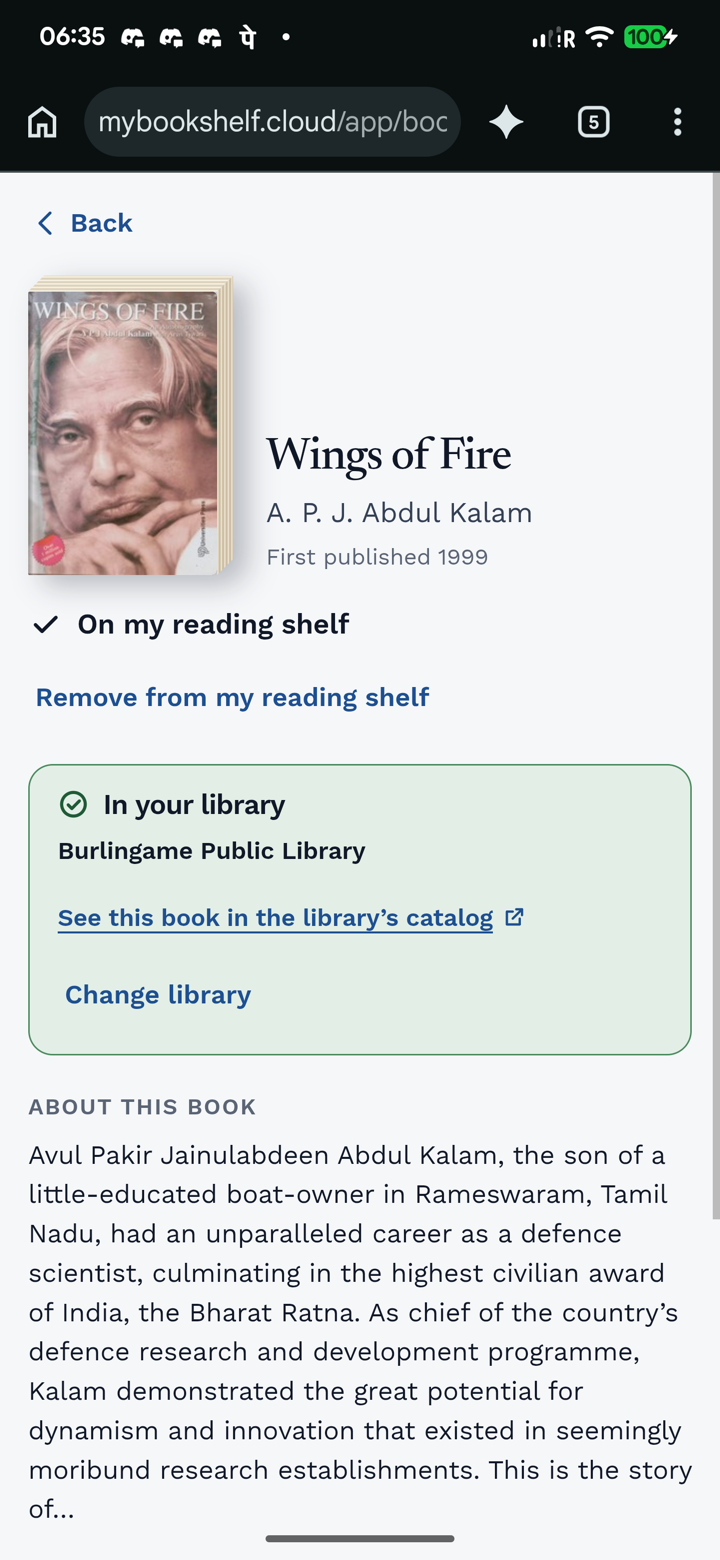 06:35 पे
R 100
mybookshelf.cloud/app/boo
5
Back
WINGS OF FIRE
A.P.J Abdul Kalam
Wings of Fire
A. P. J. Abdul Kalam
First published 1999
On my reading shelf
Remove from my reading shelf
In your library
Burlingame Public Library
See this book in the library’s catalog
Change library
ABOUT THIS BOOK
Avul Pakir Jainulabdeen Abdul Kalam, the son of a
little-educated boat-owner in Rameswaram, Tamil
Nadu, had an unparalleled career as a defence
scientist, culminating in the highest civilian award
of India, the Bharat Ratna. As chief of the country’s
defence research and development programme,
Kalam demonstrated the great potential for
dynamism and innovation that existed in seemingly
moribund research establishments. This is the story
of...